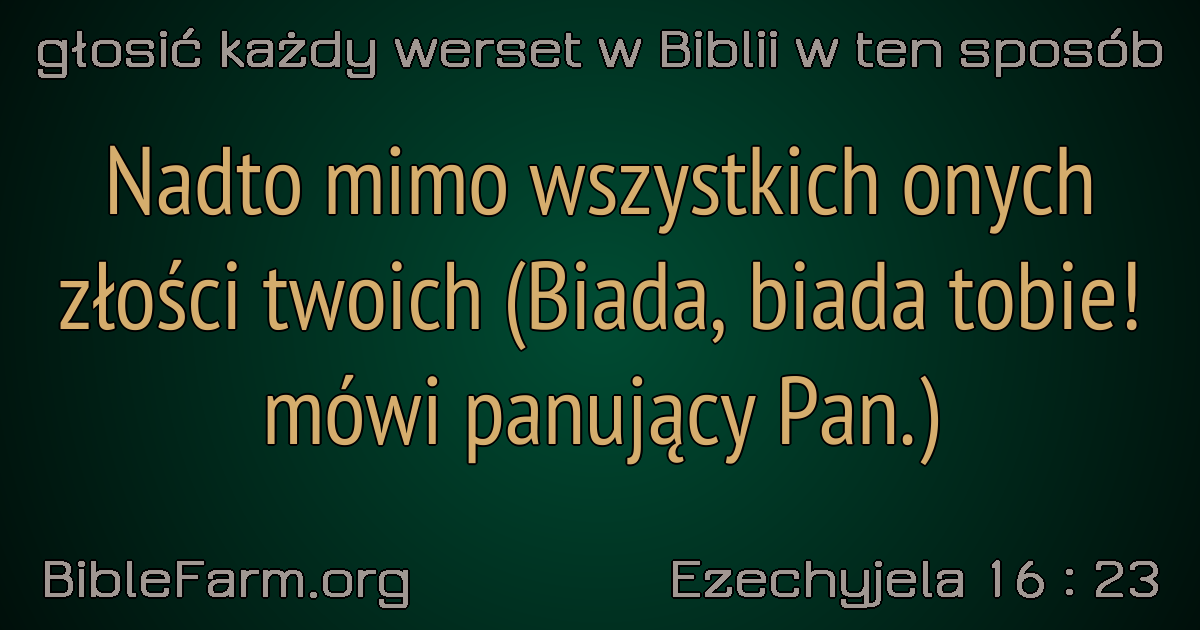 głosić każdy werset w Biblii w ten sposób
Nadto mimo wszystkich onych
złości twoich (Biada, biada tobie!
mówi panujący Pan.)
BibleFarm.org
Ezechyjela 16 : 23